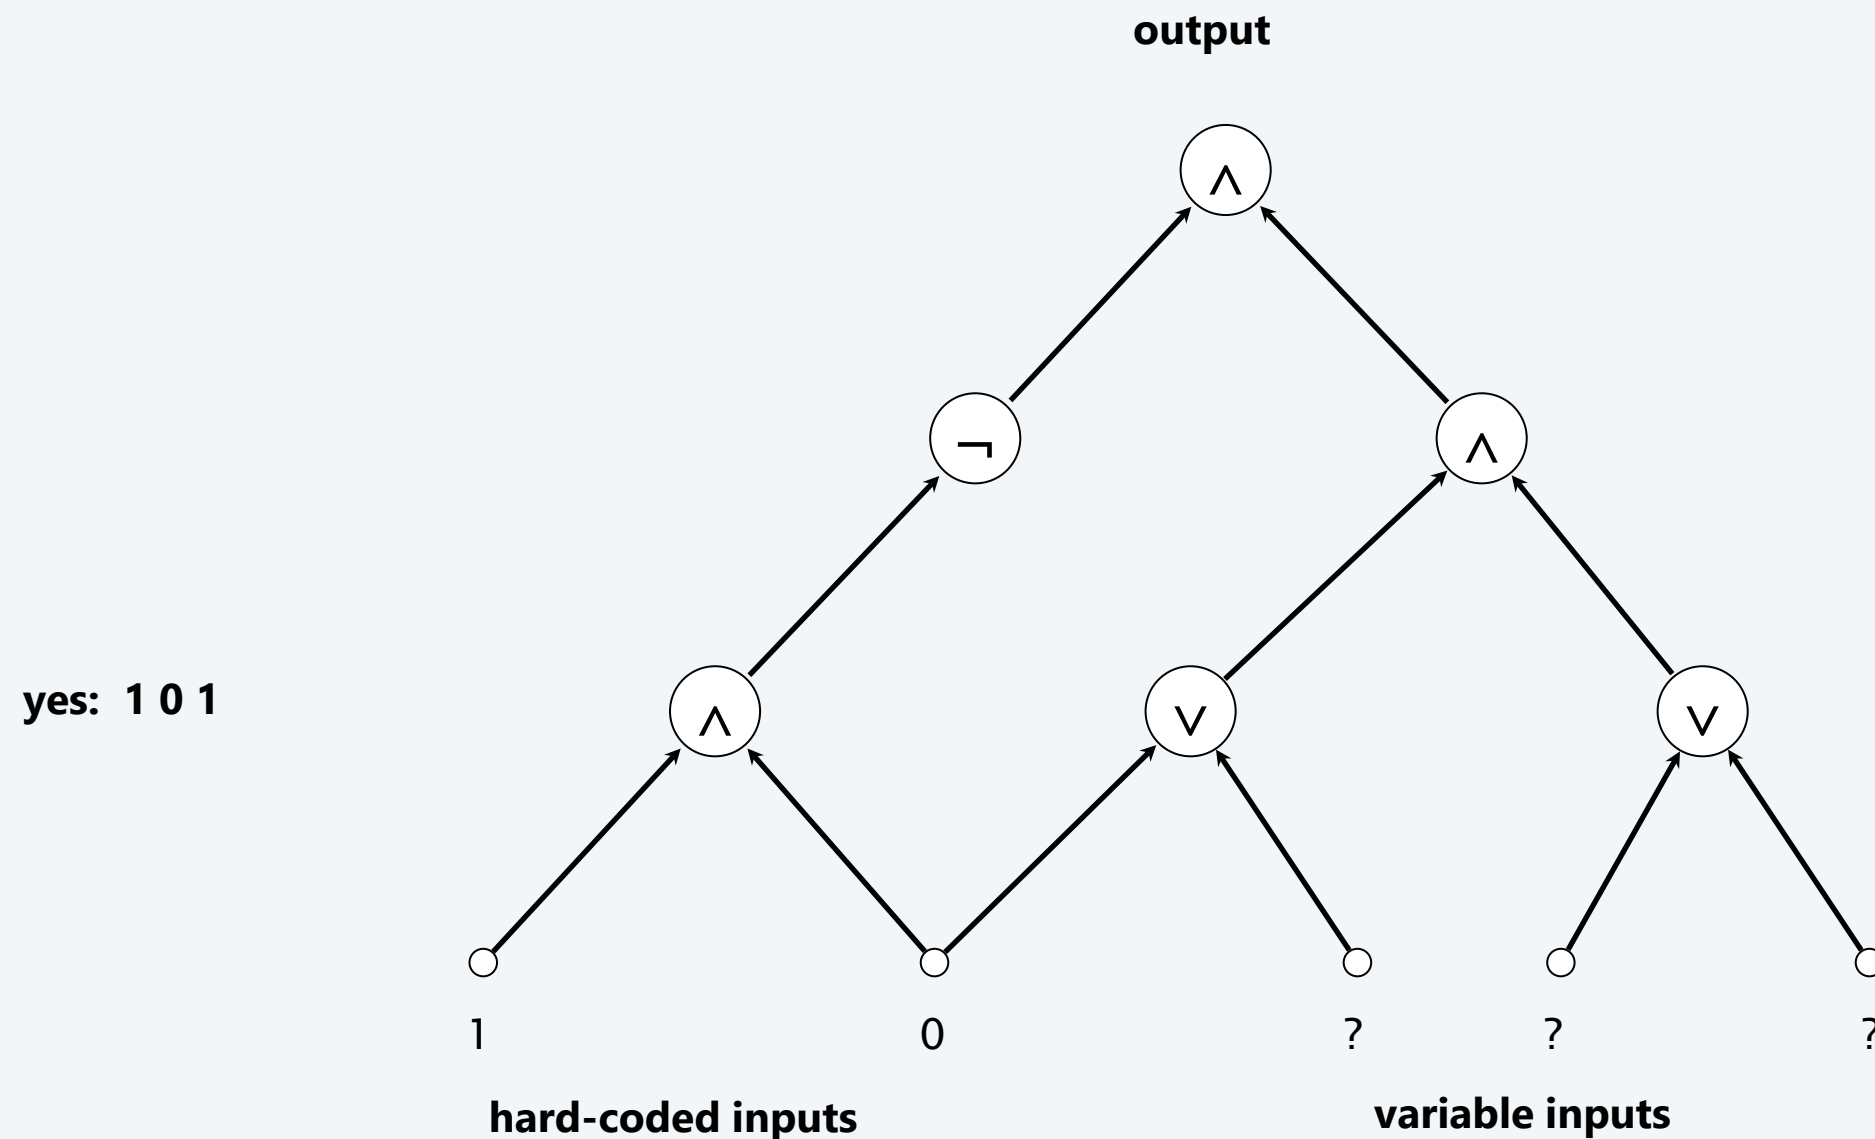 output
∧
¬ ∧
yes: 1 0 1
∧ ∨ ∨
1 0 ? ? ?
hard-coded inputs
variable inputs